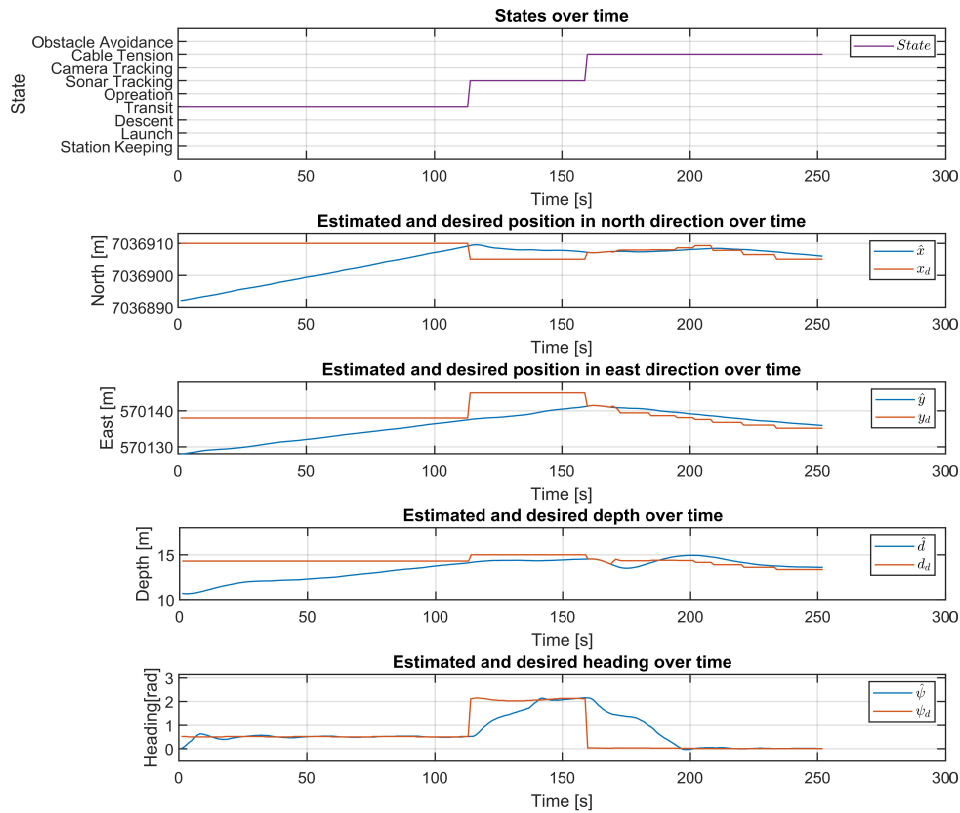 States over time
State
Obstacle Avoidance
Cable Tension
Camera Tracking
Sonar Tracking
Opreation
Transit
Descent
Launch
Station Keeping
State
0 50 100 150 200 250 300
Time [s]
Estimated and desired position in north direction over time
North [m]
7036910
7036900
7036890
x̂
x_d
0 50 100 150 200 250 300
Time [s]
Estimated and desired position in east direction over time
East [m]
570140
570130
ŷ
y_d
0 50 100 150 200 250 300
Time [s]
Estimated and desired depth over time
Depth [m]
15
10
d̂
d_d
0 50 100 150 200 250 300
Time [s]
Estimated and desired heading over time
Heading[rad]
3
2
1
0
ψ̂
ψ_d
0 50 100 150 200 250 300
Time [s]